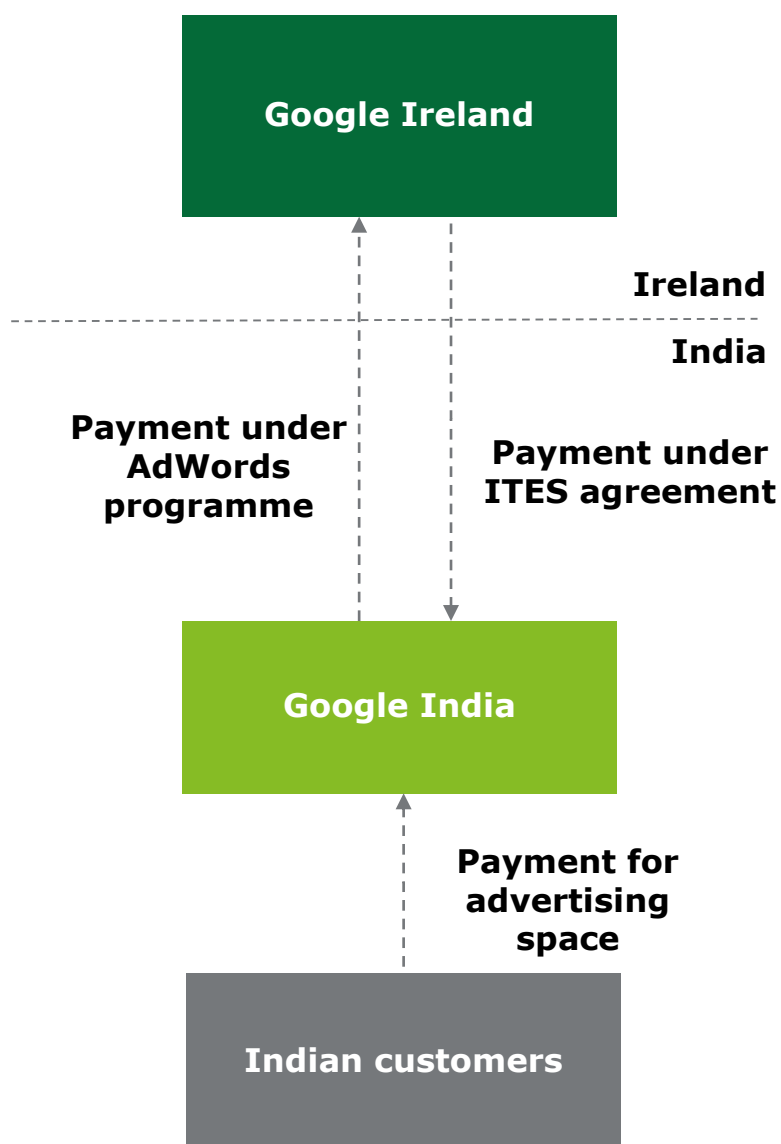 Google Ireland
Ireland
India
Payment under
AdWords
programme
Payment under
ITES agreement
Google India
Payment for
advertising
space
Indian customers